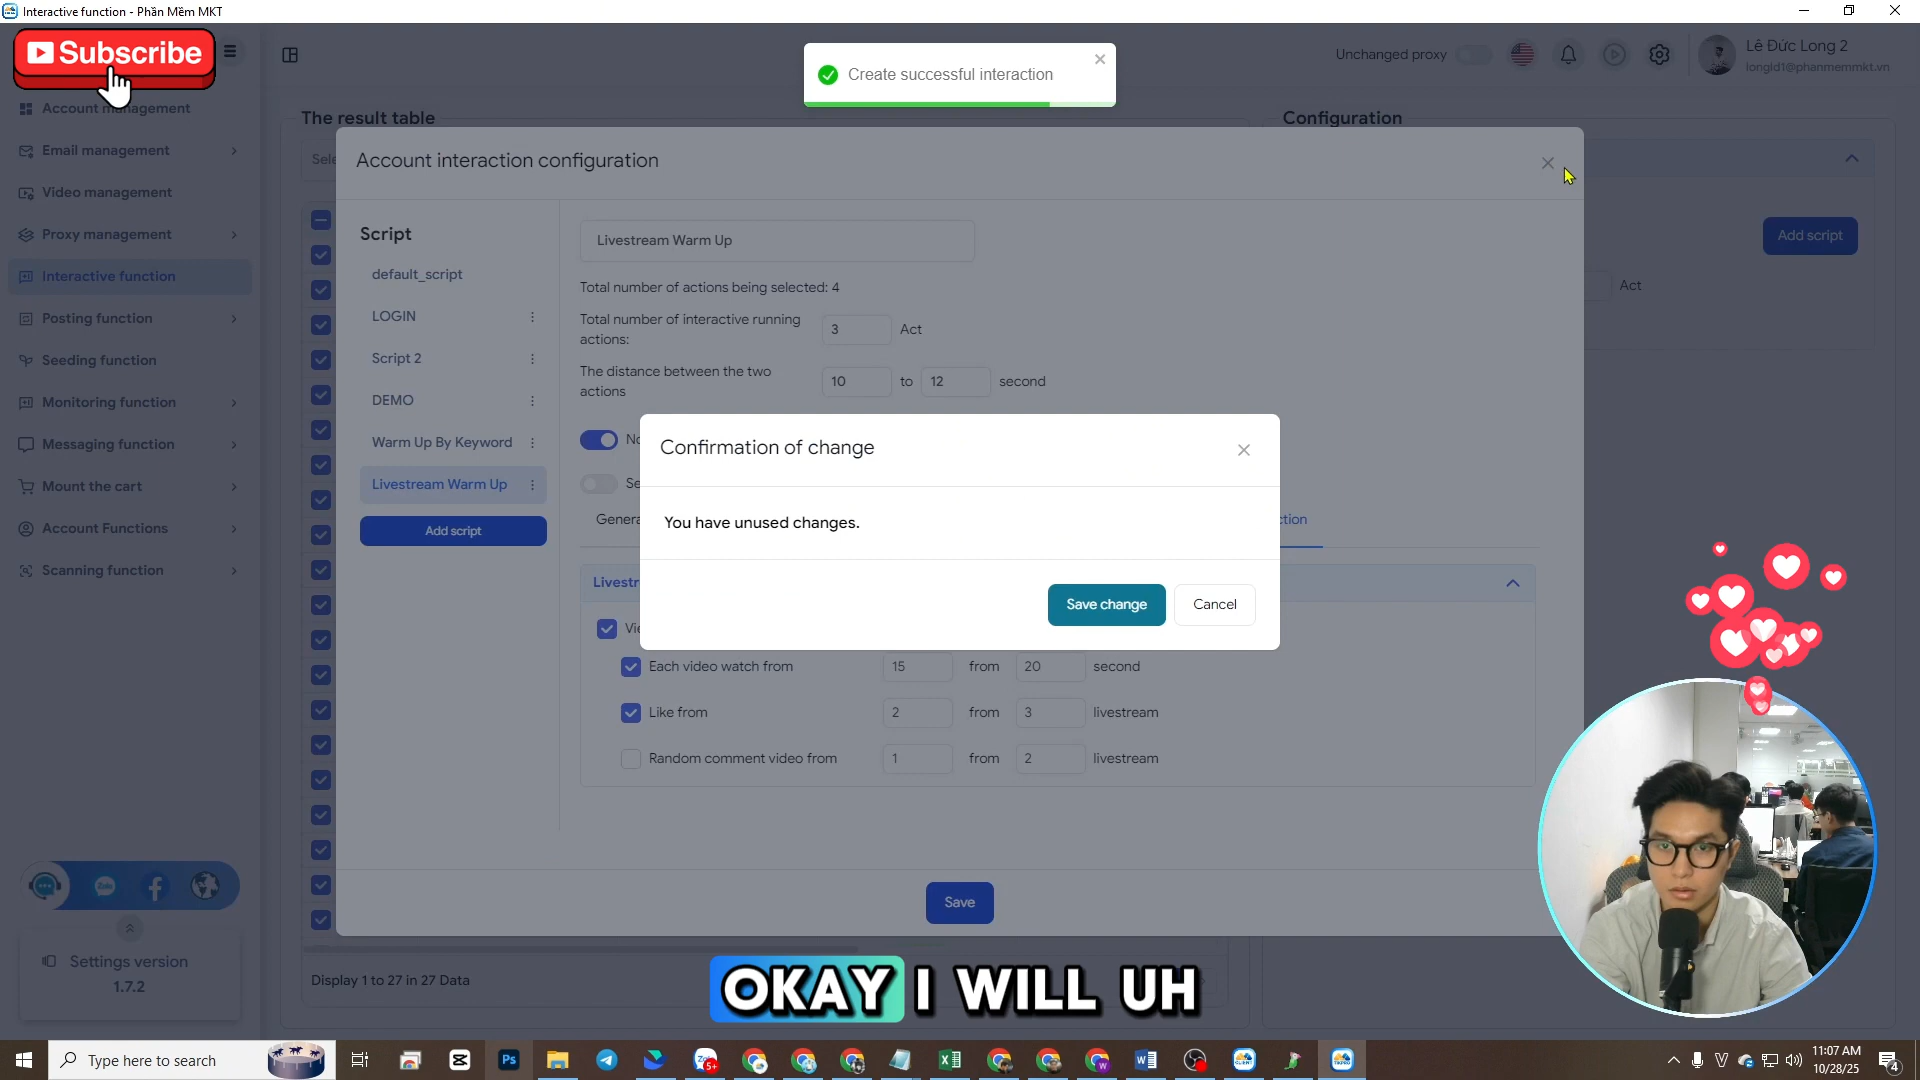 Interactive function - Phần Mềm MKT
Subscribe
Unchanged proxy
Lê Đức Long 2
longld1@phanmemmkt.vn
Create successful interaction
Account management
Email management
Video management
Proxy management
Interactive function
Posting function
Seeding function
Monitoring function
Messaging function
Mount the cart
Account Functions
Scanning function
Settings version
1.7.2
The result table
Configuration
Add script
Act
Account interaction configuration
Script
default_script
LOGIN
Script 2
DEMO
Warm Up By Keyword
Livestream Warm Up
Add script
Livestream Warm Up
Total number of actions being selected: 4
Total number of interactive running
actions:
3 Act
The distance between the two
actions
10 to 12 second
Confirmation of change
You have unused changes.
Save change
Cancel
Each video watch from 15 from 20 second
Like from 2 from 3 livestream
Random comment video from 1 from 2 livestream
Save
Display 1 to 27 in 27 Data
OKAY I WILL UH
Type here to search
11:07 AM
10/28/25